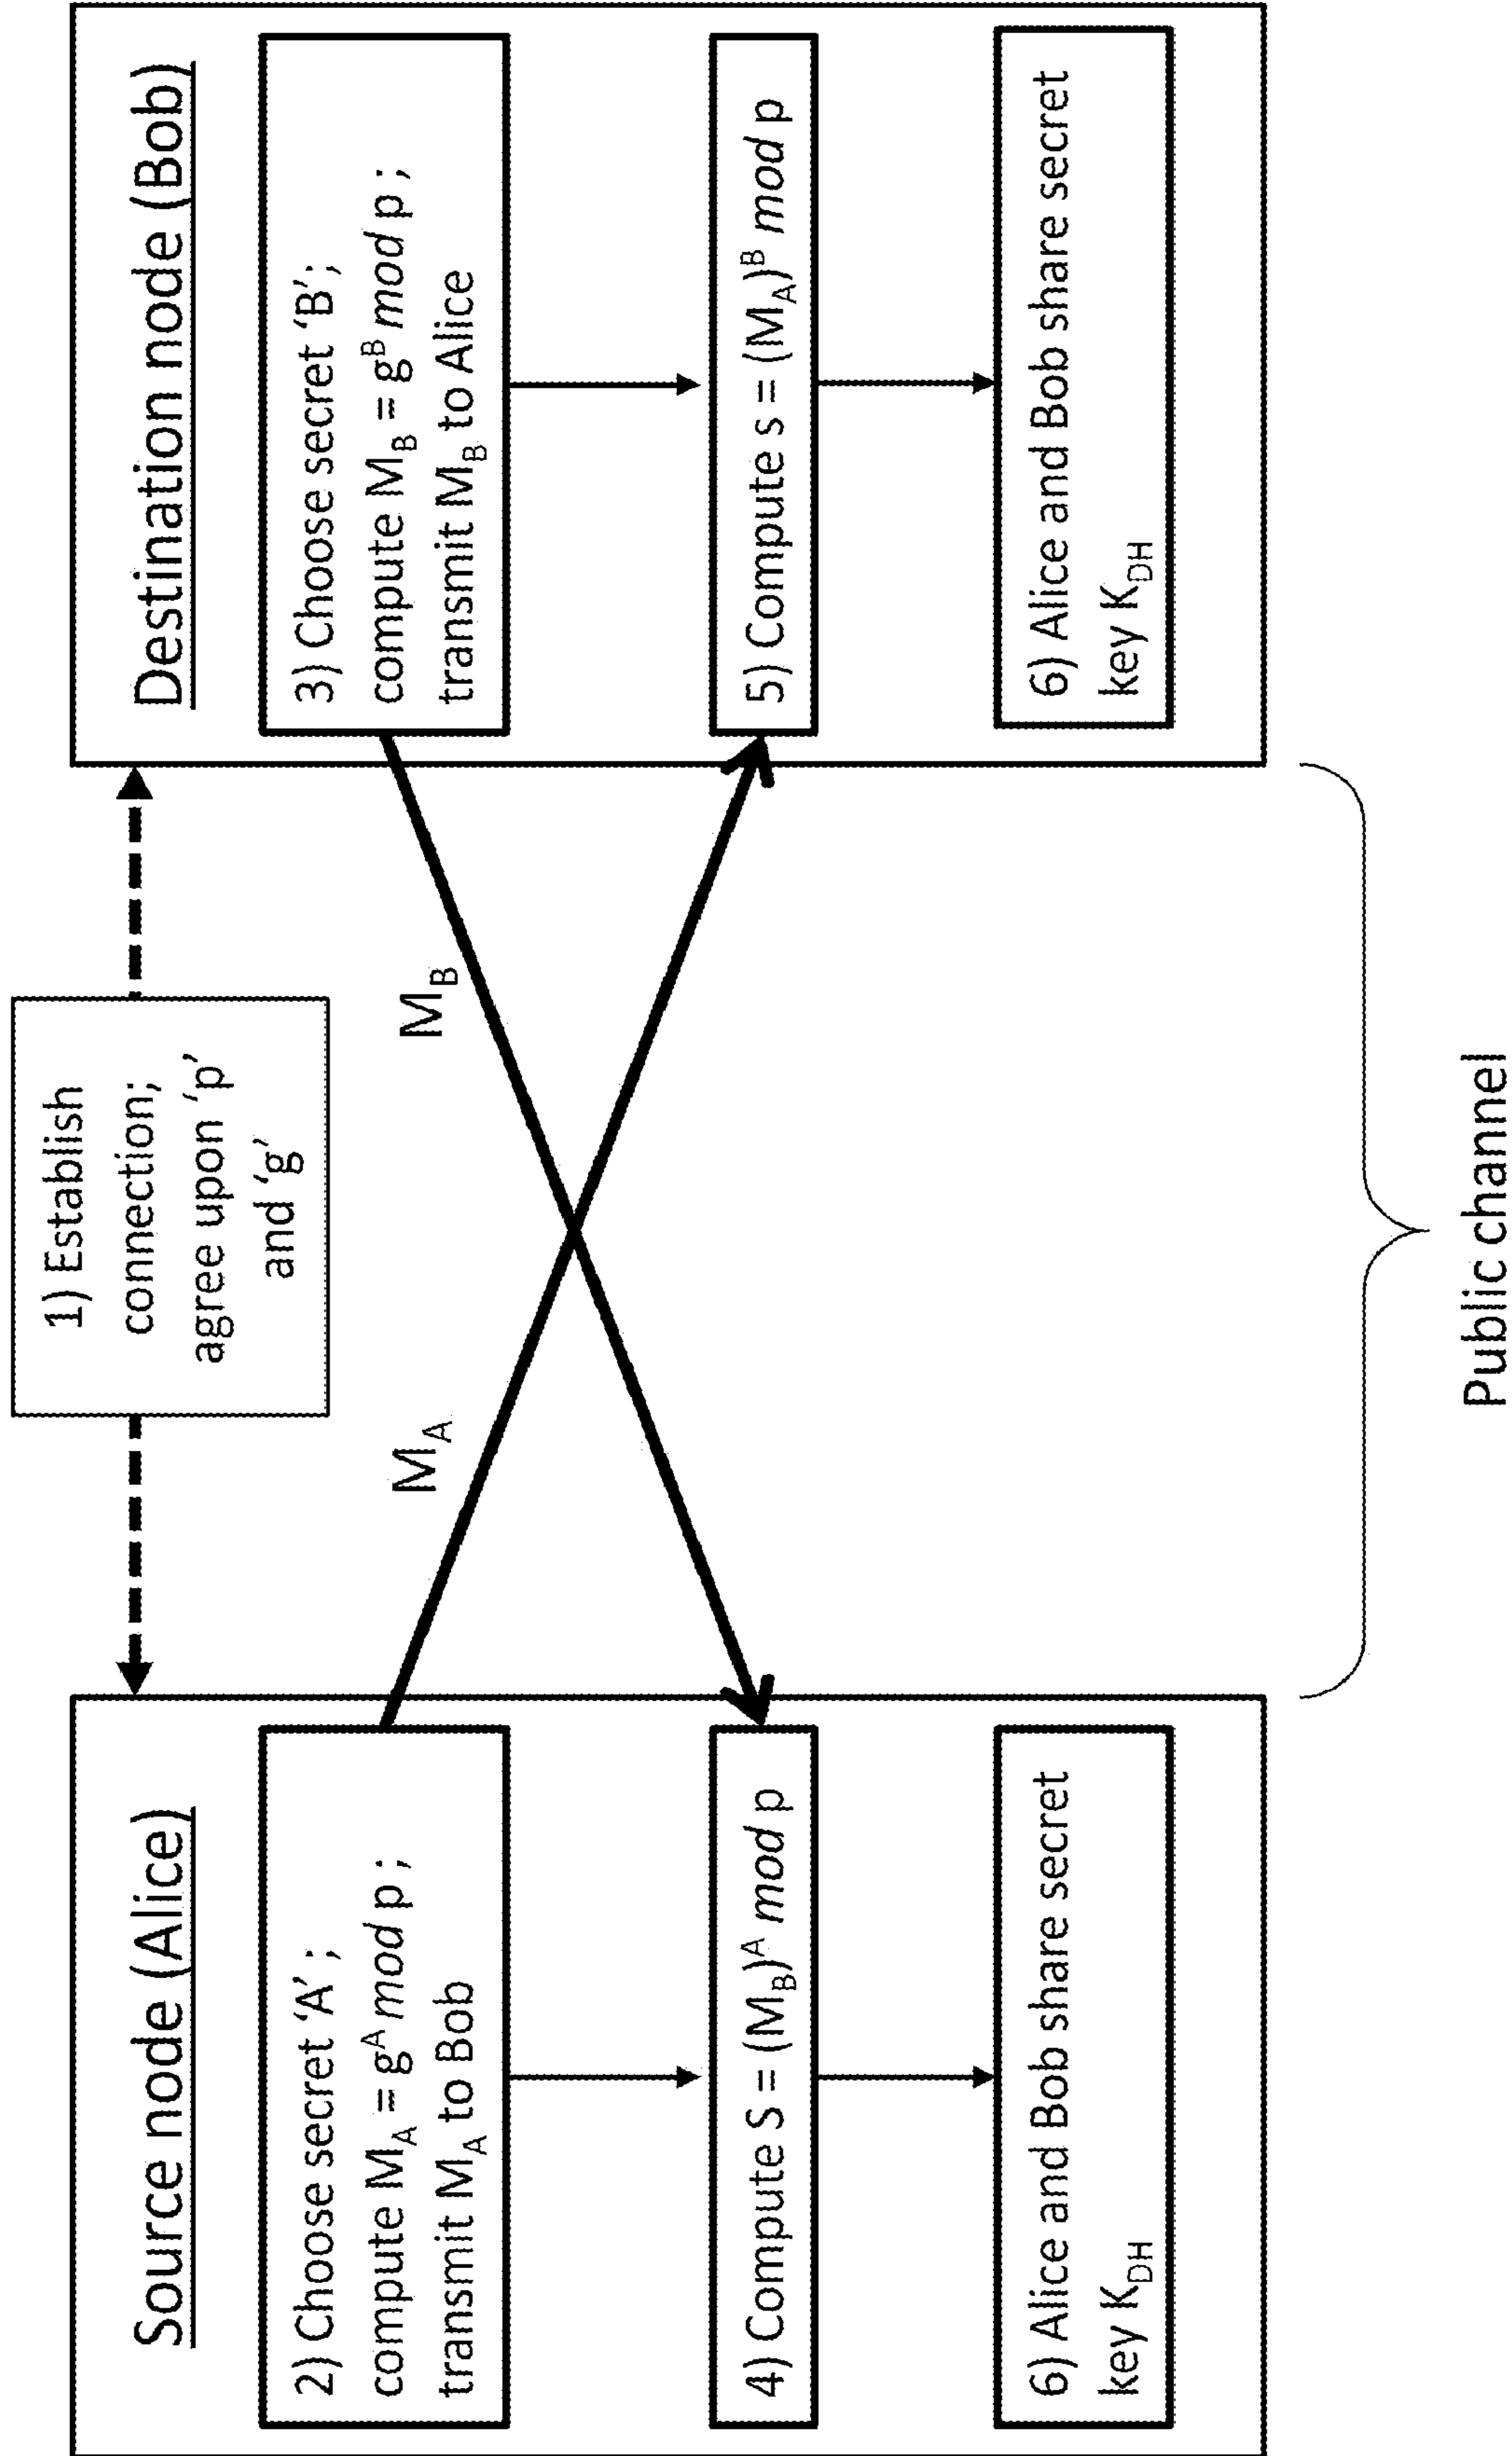 1) Establish
connection;
agree upon ‘p’
and ‘g’
Source node (Alice)
2) Choose secret ‘A’ ;
compute M_A = g^A mod p ;
transmit M_A to Bob
4) Compute S = (M_B)^A mod p
6) Alice and Bob share secret
key K_DH
M_A
M_B
Destination node (Bob)
3) Choose secret ‘B’;
compute M_B = g^B mod p ;
transmit M_B to Alice
5) Compute s = (M_A)^B mod p
6) Alice and Bob share secret
key K_DH
Public channel